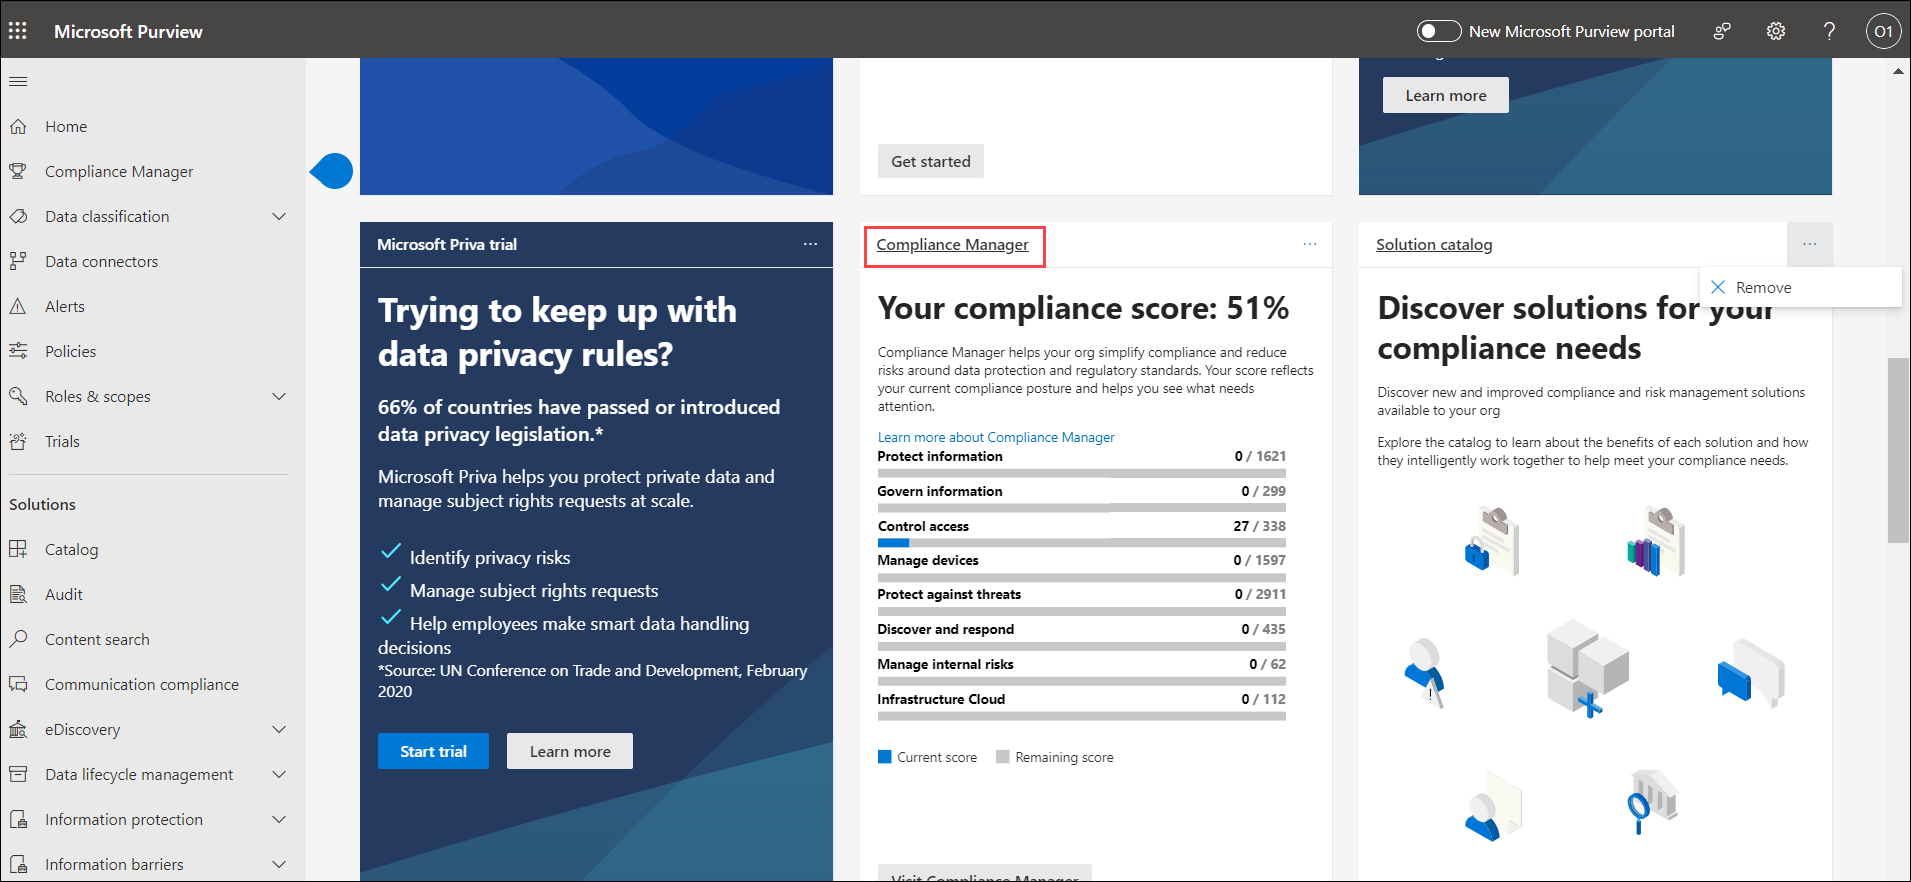 Microsoft Purview
New Microsoft Purview portal
O1
Home
Compliance Manager
Data classification
Data connectors
Alerts
Policies
Roles & scopes
Trials
Solutions
Catalog
Audit
Content search
Communication compliance
eDiscovery
Data lifecycle management
Information protection
Information barriers
Get started
Learn more
Microsoft Priva trial
Trying to keep up with
data privacy rules?
66% of countries have passed or introduced
data privacy legislation.*
Microsoft Priva helps you protect private data and
manage subject rights requests at scale.
Identify privacy risks
Manage subject rights requests
Help employees make smart data handling
decisions
*Source: UN Conference on Trade and Development, February
2020
Start trial
Learn more
Compliance Manager
Your compliance score: 51%
Compliance Manager helps your org simplify compliance and reduce
risks around data protection and regulatory standards. Your score reflects
your current compliance posture and helps you see what needs
attention.
Learn more about Compliance Manager
Protect information 0 / 1621
Govern information 0 / 299
Control access 27 / 338
Manage devices 0 / 1597
Protect against threats 0 / 2911
Discover and respond 0 / 435
Manage internal risks 0 / 62
Infrastructure Cloud 0 / 112
Current score Remaining score
Visit Compliance Manager
Solution catalog
Remove
Discover solutions for your
compliance needs
Discover new and improved compliance and risk management solutions
available to your org
Explore the catalog to learn about the benefits of each solution and how
they intelligently work together to help meet your compliance needs.